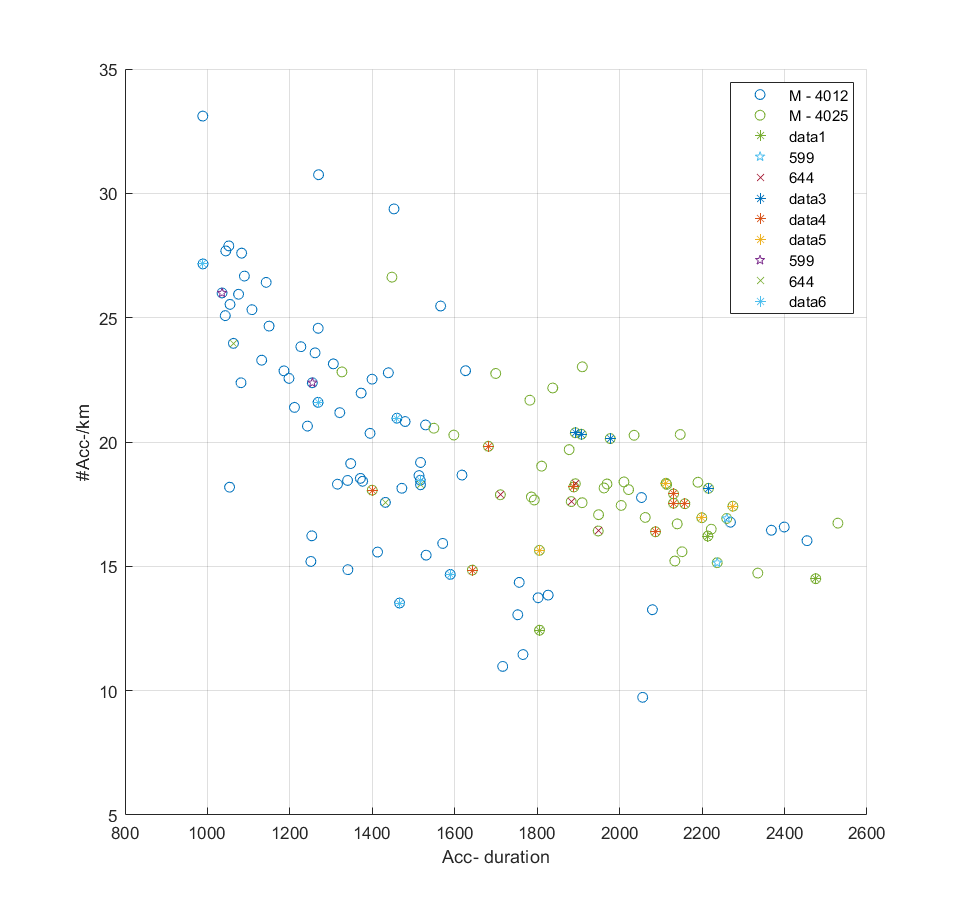 35
30
25
20
15
10
5
#Acc-/km
M - 4012
M - 4025
data1
599
644
data3
data4
data5
599
644
data6
800 1000 1200 1400 1600 1800 2000 2200 2400 2600
Acc- duration